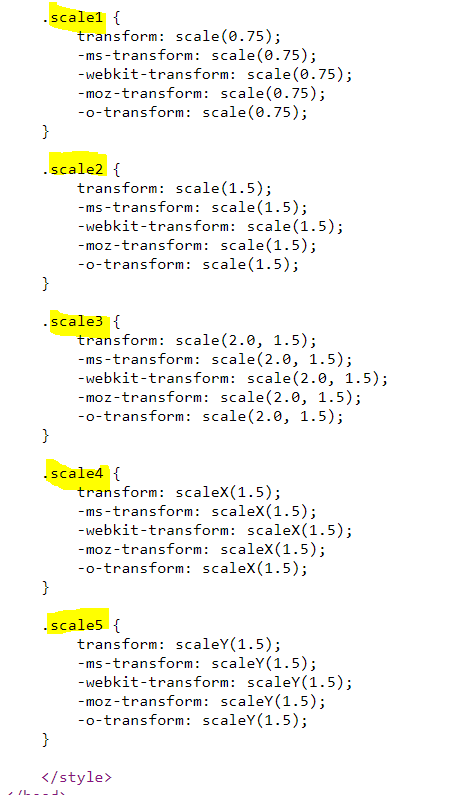 .scale1 {
transform: scale(0.75);
-ms-transform: scale(0.75);
-webkit-transform: scale(0.75);
-moz-transform: scale(0.75);
-o-transform: scale(0.75);
}
.scale2 {
transform: scale(1.5);
-ms-transform: scale(1.5);
-webkit-transform: scale(1.5);
-moz-transform: scale(1.5);
-o-transform: scale(1.5);
}
.scale3 {
transform: scale(2.0, 1.5);
-ms-transform: scale(2.0, 1.5);
-webkit-transform: scale(2.0, 1.5);
-moz-transform: scale(2.0, 1.5);
-o-transform: scale(2.0, 1.5);
}
.scale4 {
transform: scaleX(1.5);
-ms-transform: scaleX(1.5);
-webkit-transform: scaleX(1.5);
-moz-transform: scaleX(1.5);
-o-transform: scaleX(1.5);
}
.scale5 {
transform: scaleY(1.5);
-ms-transform: scaleY(1.5);
-webkit-transform: scaleY(1.5);
-moz-transform: scaleY(1.5);
-o-transform: scaleY(1.5);
}
</style>